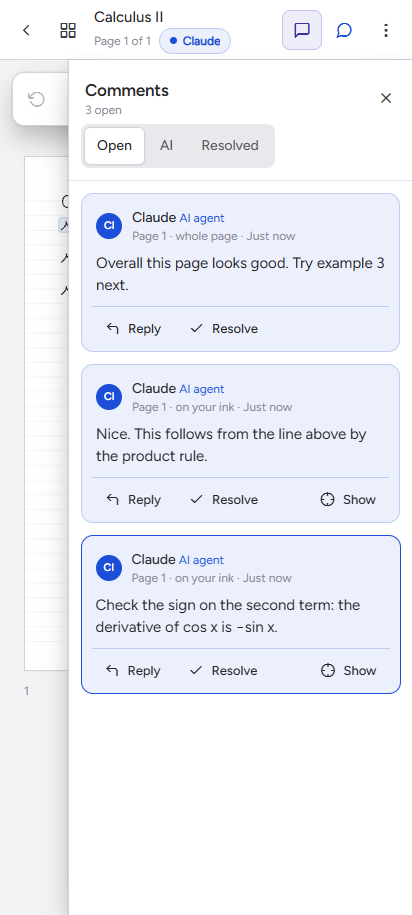 Calculus II
Page 1 of 1
Claude
Comments
3 open
Open
AI
Resolved
Cl
Claude AI agent
Page 1 · whole page · Just now
Overall this page looks good. Try example 3
next.
Reply
Resolve
Cl
Claude AI agent
Page 1 · on your ink · Just now
Nice. This follows from the line above by
the product rule.
Reply
Resolve
Show
Cl
Claude AI agent
Page 1 · on your ink · Just now
Check the sign on the second term: the
derivative of cos x is −sin x.
Reply
Resolve
Show
1